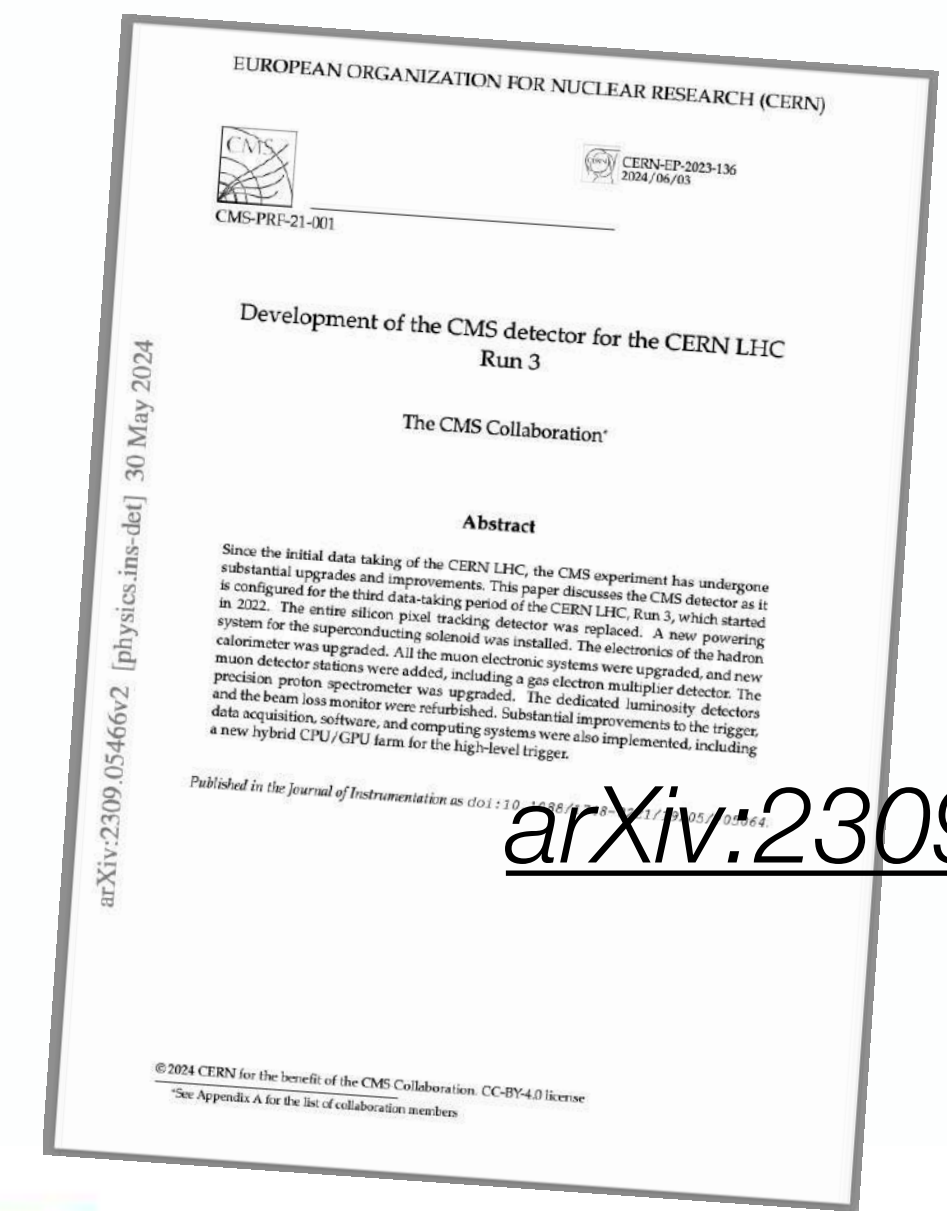 EUROPEAN ORGANIZATION FOR NUCLEAR RESEARCH (CERN)
CMS
CERN-EP-2023-136
2024/06/03
CMS-PRF-21-001
Development of the CMS detector for the CERN LHC
Run 3
The CMS Collaboration*
Abstract
Since the initial data taking of the CERN LHC, the CMS experiment has undergone
substantial upgrades and improvements. This paper discusses the CMS detector as it
is configured for the third data-taking period of the CERN LHC, Run 3, which started
in 2022. The entire silicon pixel tracking detector was replaced. A new powering
system for the superconducting solenoid was installed. The electronics of the hadron
calorimeter was upgraded. All the muon electronic systems were upgraded, and new
muon detector stations were added, including a gas electron multiplier detector. The
precision proton spectrometer was upgraded. The dedicated luminosity detectors
and the beam loss monitor were refurbished. Substantial improvements to the trigger,
data acquisition, software, and computing systems were also implemented, including
a new hybrid CPU/GPU farm for the high-level trigger.
Published in the Journal of Instrumentation as doi:10
arXiv:2309
©2024 CERN for the benefit of the CMS Collaboration. CC-BY-4.0 license
*See Appendix A for the list of collaboration members
arXiv:2309.05466v2 [physics.ins-det] 30 May 2024